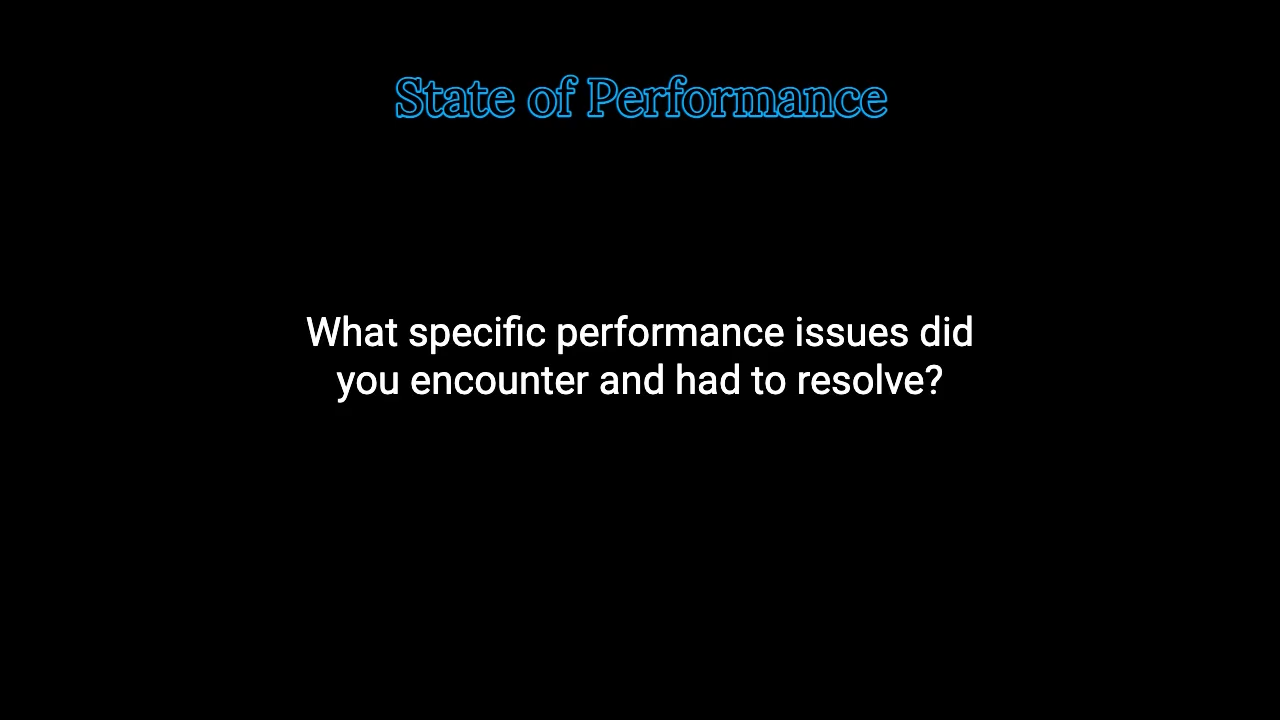 State of Performance
What specific performance issues did
you encounter and had to resolve?